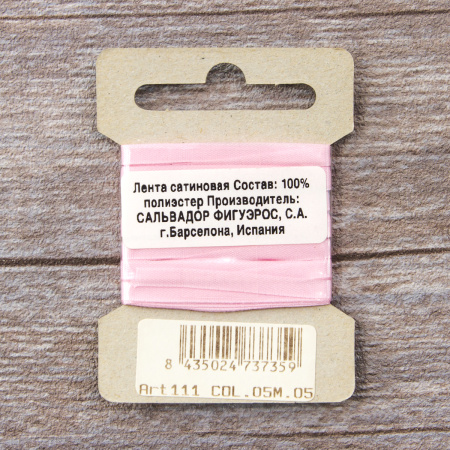 Лента сатиновая Состав: 100%
полиэстер Производитель:
САЛЬВАДОР ФИГУЭРОС, С.А.
г.Барселона, Испания
8 435024 737359
Art111 COL.05M.05